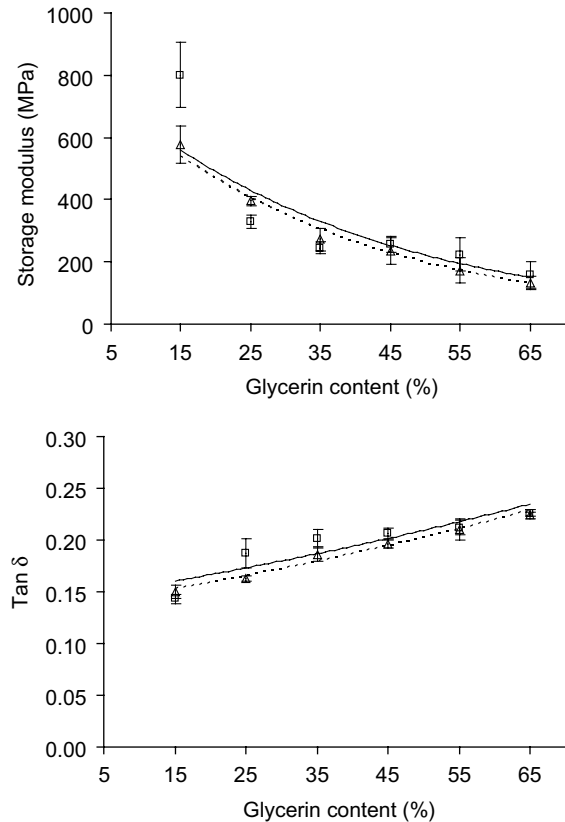 1000
800
600
400
200
0
Storage modulus (MPa)
5 15 25 35 45 55 65
Glycerin content (%)
0.30
0.25
0.20
0.15
0.10
0.05
0.00
Tan δ
5 15 25 35 45 55 65
Glycerin content (%)